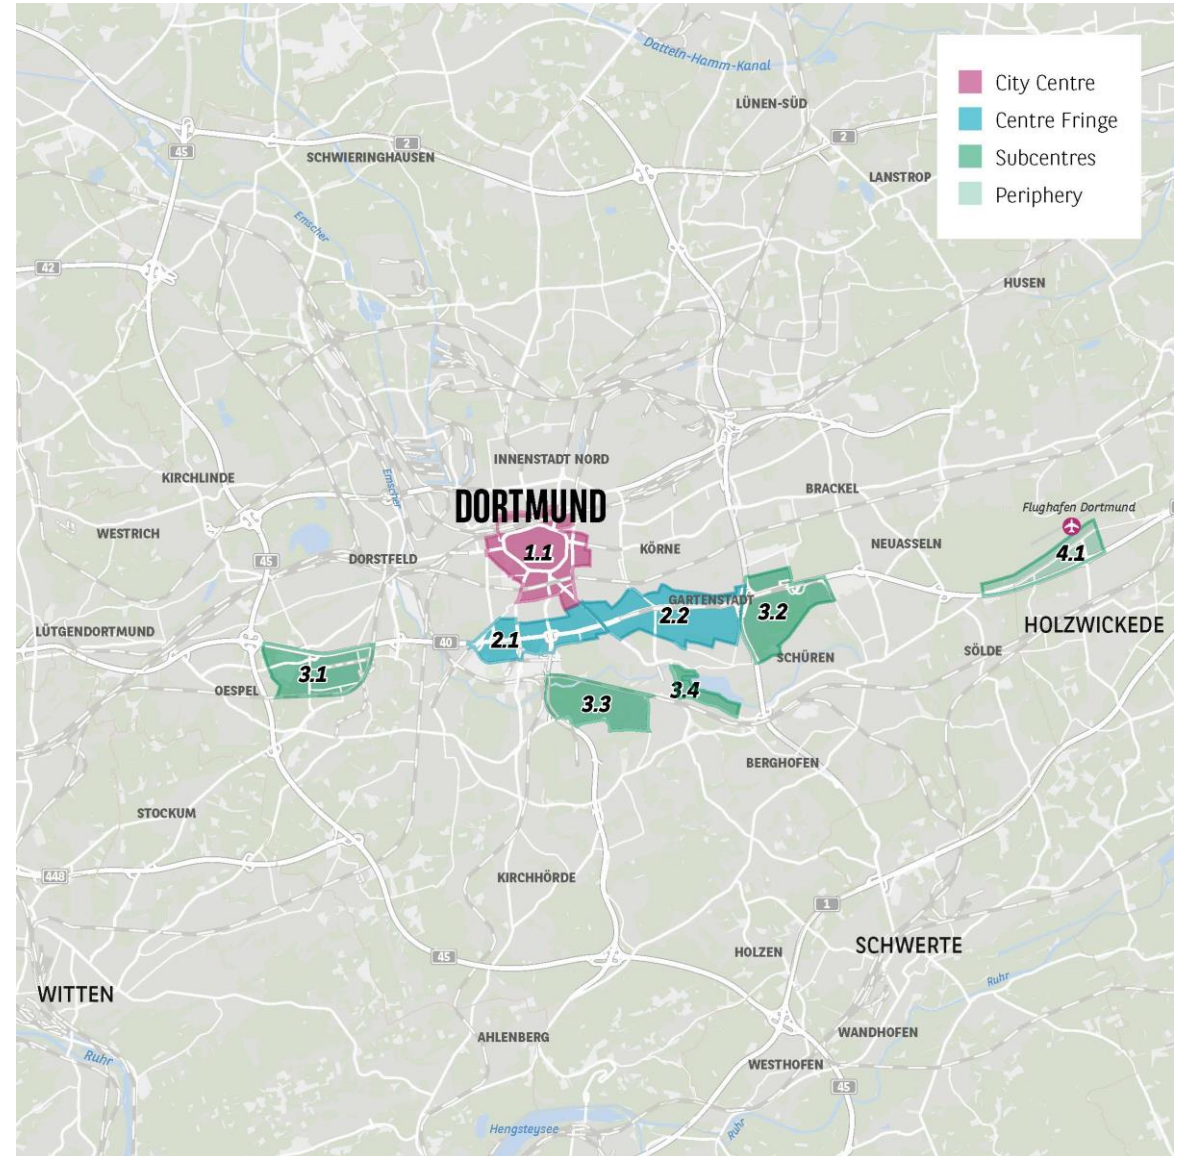 Datteln-Hamm-Kanal
LÜNEN-SÜD
City Centre
Centre Fringe
Subcentres
Periphery
2
2
45
SCHWIERINGHAUSEN
LANSTROP
Emscher
42
HUSEN
INNENSTADT NORD
KIRCHLINDE
Emscher
BRACKEL
DORTMUND
Flughafen Dortmund
WESTRICH
1.1
KÖRNE
NEUASSELN
4.1
45
DORSTFELD
GARTENSTADT
3.2
2.2
LÜTGENDORTMUND
HOLZWICKEDE
40
2.1
SÖLDE
SCHÜREN
3.1
OESPEL
3.4
3.3
BERGHOFEN
STOCKUM
448
KIRCHHÖRDE
1
SCHWERTE
HOLZEN
45
Ruhr
WITTEN
WANDHOFEN
AHLENBERG
Ruhr
WESTHOFEN
45
Hengsteysee
Ruhr